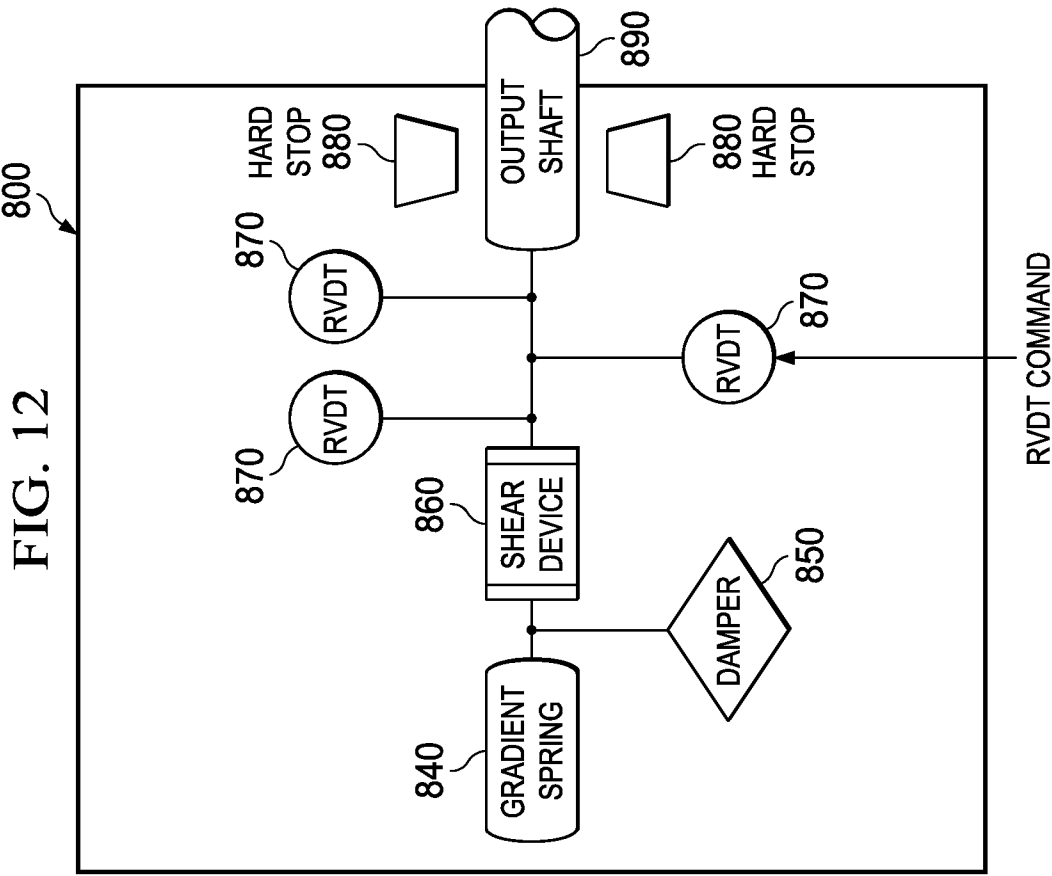 FIG. 12
800
870
RVDT
870
RVDT
HARD
STOP
880
860
SHEAR
DEVICE
OUTPUT
SHAFT
890
840
GRADIENT
SPRING
DAMPER
850
RVDT
870
880
HARD
STOP
RVDT COMMAND